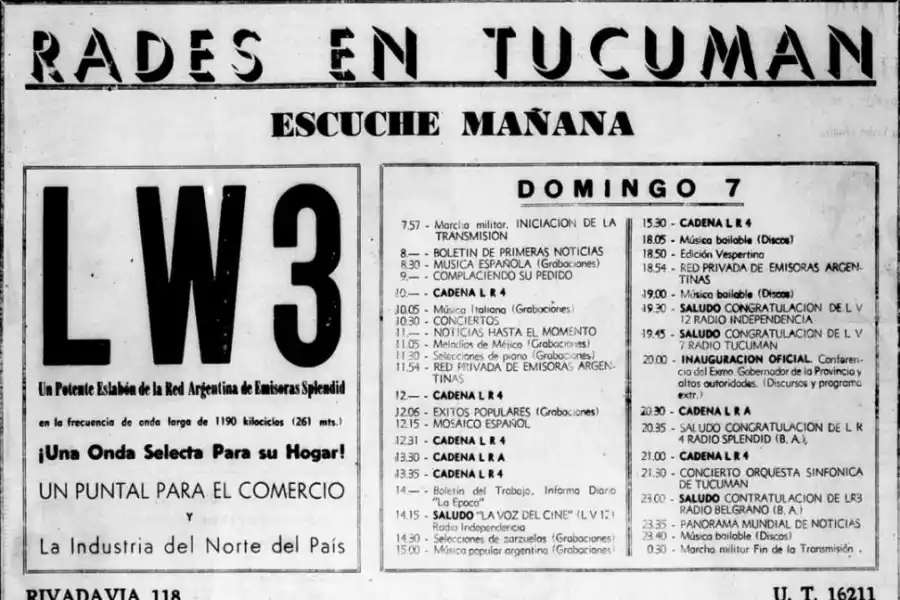 RADES EN TUCUMAN
ESCUCHE MAÑANA
LW3
Un Potente Eslabón de la Red Argentina de Emisoras Splendid
en la frecuencia de onda larga de 1190 kilociclos (261 mts.)
¡Una Onda Selecta Para su Hogar!
UN PUNTAL PARA EL COMERCIO
Y
La Industria del Norte del País
DOMINGO 7
7.57 - Marcha militar. INICIACION DE LA
TRANSMISION
8.— - BOLETIN DE PRIMERAS NOTICIAS
8.30 - MUSICA ESPAÑOLA (Grabaciones)
9.— - COMPLACIENDO SU PEDIDO
10.— - CADENA L R 4
10.05 - Música Italiana (Grabaciones)
10.30 - CONCIERTOS
11.— - NOTICIAS HASTA EL MOMENTO
11.05 - Melodías de Méjico (Grabaciones)
11.30 - Selecciones de piano (Grabaciones)
11.54 - RED PRIVADA DE EMISORAS ARGEN-
TINAS
12.— - CADENA L R 4
12.06 - EXITOS POPULARES (Grabaciones)
12.15 - MOSAICO ESPAÑOL
12.31 - CADENA L R 4
13.30 - CADENA L R A
13.35 - CADENA L R 4
14.— - Boletín del Trabajo. Informa Diario
"La Epoca"
14.15 - SALUDO "LA VOZ DEL CINE" (L V 12)
Radio Independencia
14.30 - Selecciones de zarzuelas (Grabaciones)
15.00 - Música popular argentina (Grabaciones)
15.30 - CADENA L R 4
18.05 - Música bailable (Discos)
18.50 - Edición Vespertina
18.54 - RED PRIVADA DE EMISORAS ARGEN-
TINAS
19.00 - Música bailable (Discos)
19.30 - SALUDO CONGRATULACION DE L V
12 RADIO INDEPENDENCIA
19.45 - SALUDO CONGRATULACION DE L V
7 RADIO TUCUMAN
20.00 - INAUGURACION OFICIAL. Conferen-
cia del Exmo. Gobernador de la Provincia y
altas autoridades. (Discursos y programa
extr.)
20.30 - CADENA L R A
20.35 - SALUDO CONGRATULACION DE L R
4 RADIO SPLENDID (B. A.)
21.00 - CADENA L R 4
21.30 - CONCIERTO ORQUESTA SINFONICA
DE TUCUMAN
23.00 - SALUDO CONTRATULACION DE LR3
RADIO BELGRANO (B. A.)
23.35 - PANORAMA MUNDIAL DE NOTICIAS
23.40 - Música bailable (Discos)
0.30 - Marcha militar Fin de la Transmisión .
RIVADAVIA 118
U. T. 16211